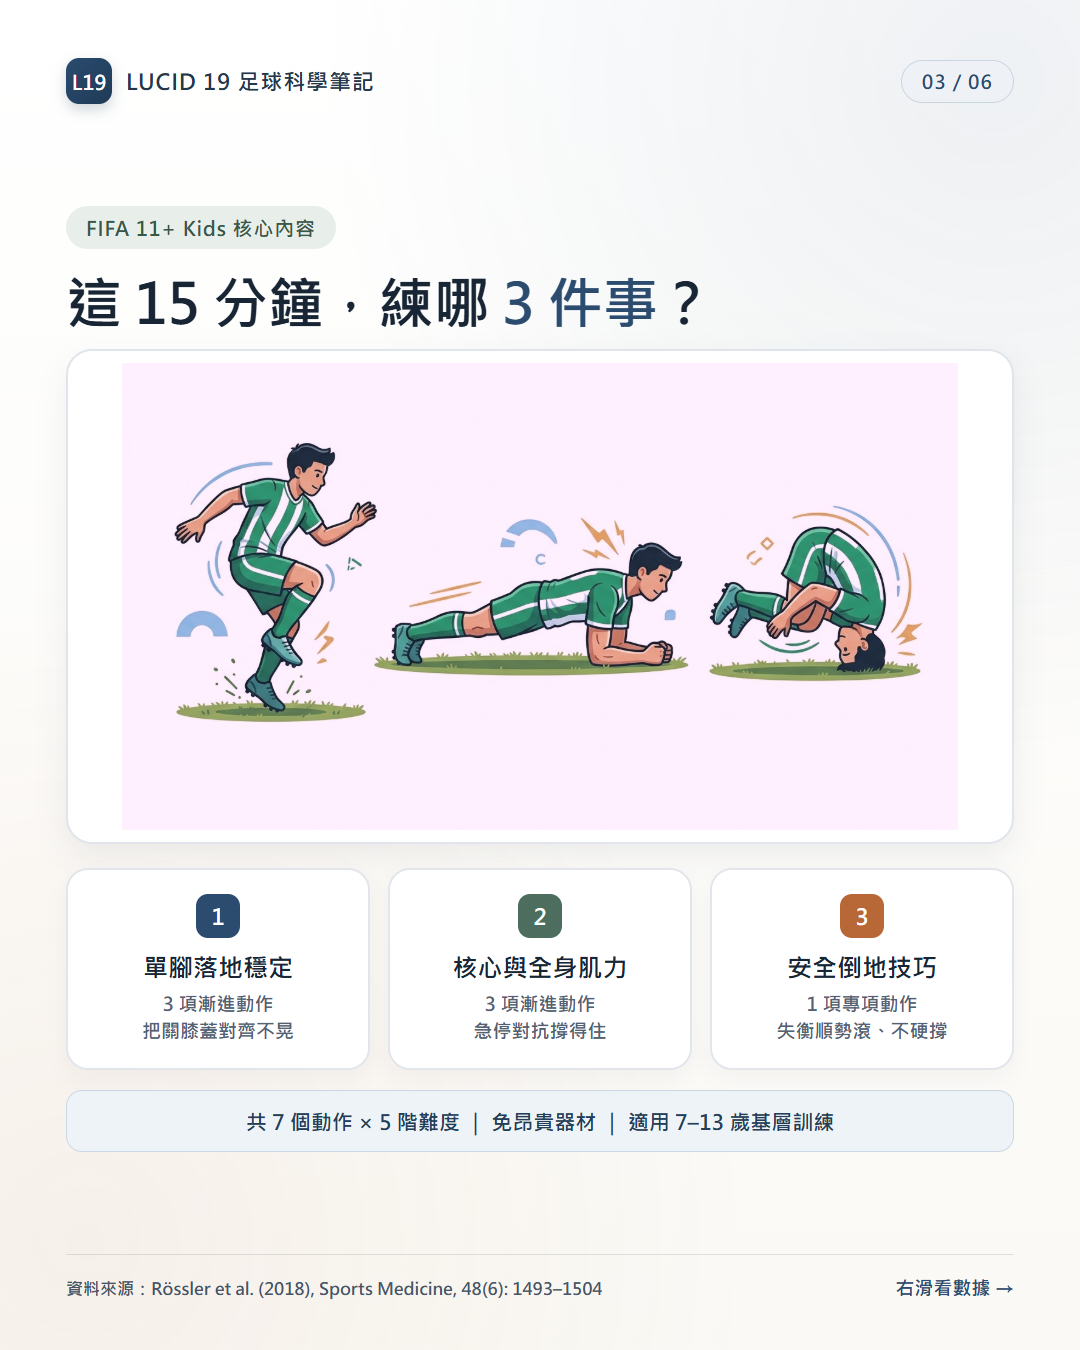 L19 LUCID 19 足球科學筆記
03 / 06
FIFA 11+ Kids 核心內容
這 15 分鐘，練哪 3 件事？
1
單腳落地穩定
3 項漸進動作
把關膝蓋對齊不晃
2
核心與全身肌力
3 項漸進動作
急停對抗撐得住
3
安全倒地技巧
1 項專項動作
失衡順勢滾、不硬撐
共 7 個動作 × 5 階難度｜免昂貴器材｜適用 7–13 歲基層訓練
資料來源：Rössler et al. (2018), Sports Medicine, 48(6): 1493–1504
右滑看數據 →